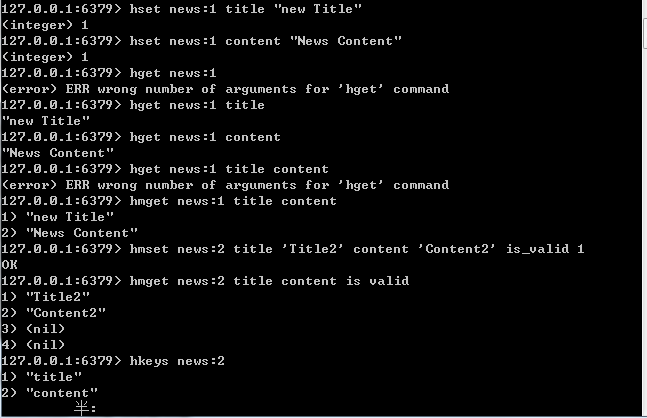 127.0.0.1:6379> hset news:1 title "new Title"
(integer) 1
127.0.0.1:6379> hset news:1 content "News Content"
(integer) 1
127.0.0.1:6379> hget news:1
(error) ERR wrong number of arguments for 'hget' command
127.0.0.1:6379> hget news:1 title
"new Title"
127.0.0.1:6379> hget news:1 content
"News Content"
127.0.0.1:6379> hget news:1 title content
(error) ERR wrong number of arguments for 'hget' command
127.0.0.1:6379> hmget news:1 title content
1) "new Title"
2) "News Content"
127.0.0.1:6379> hmset news:2 title 'Title2' content 'Content2' is_valid 1
OK
127.0.0.1:6379> hmget news:2 title content is valid
1) "Title2"
2) "Content2"
3) (nil)
4) (nil)
127.0.0.1:6379> hkeys news:2
1) "title"
2) "content"
半: